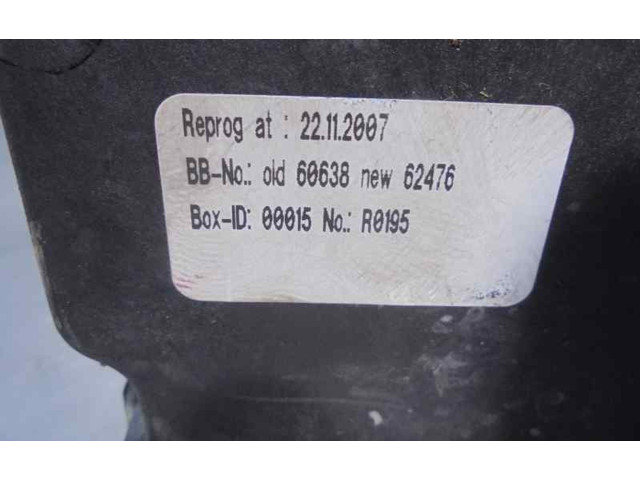 Reprog at : 22.11.2007
BB-No.: old 60638 new 62476
Box-ID: 00015 No.: R0195